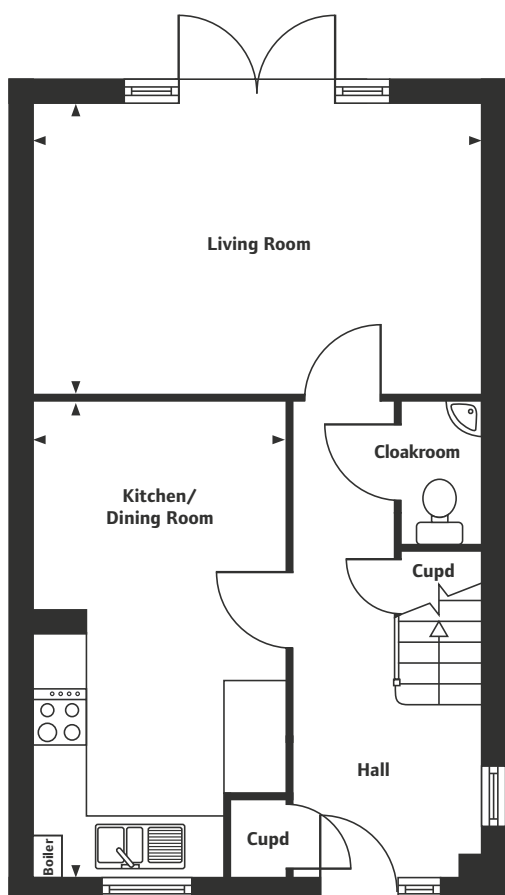 Living Room
Cloakroom
Kitchen/
Dining Room
Cupd
Hall
Cupd
Boiler